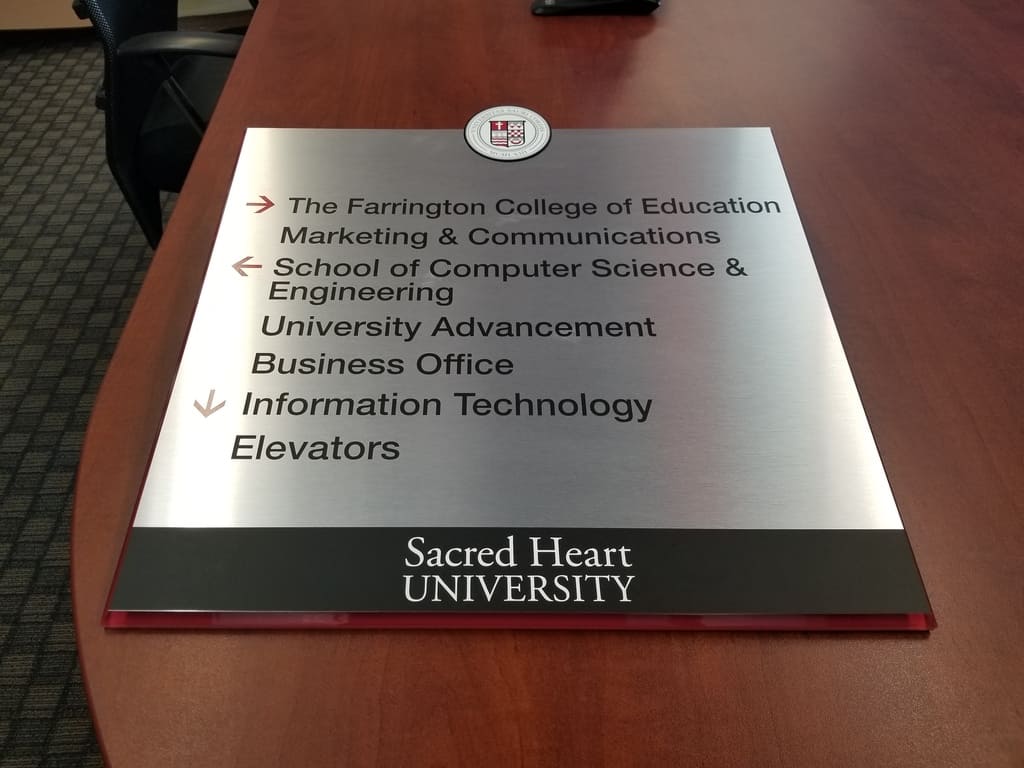 → The Farrington College of Education
Marketing & Communications
← School of Computer Science &
Engineering
University Advancement
Business Office
↓ Information Technology
Elevators
Sacred Heart
UNIVERSITY